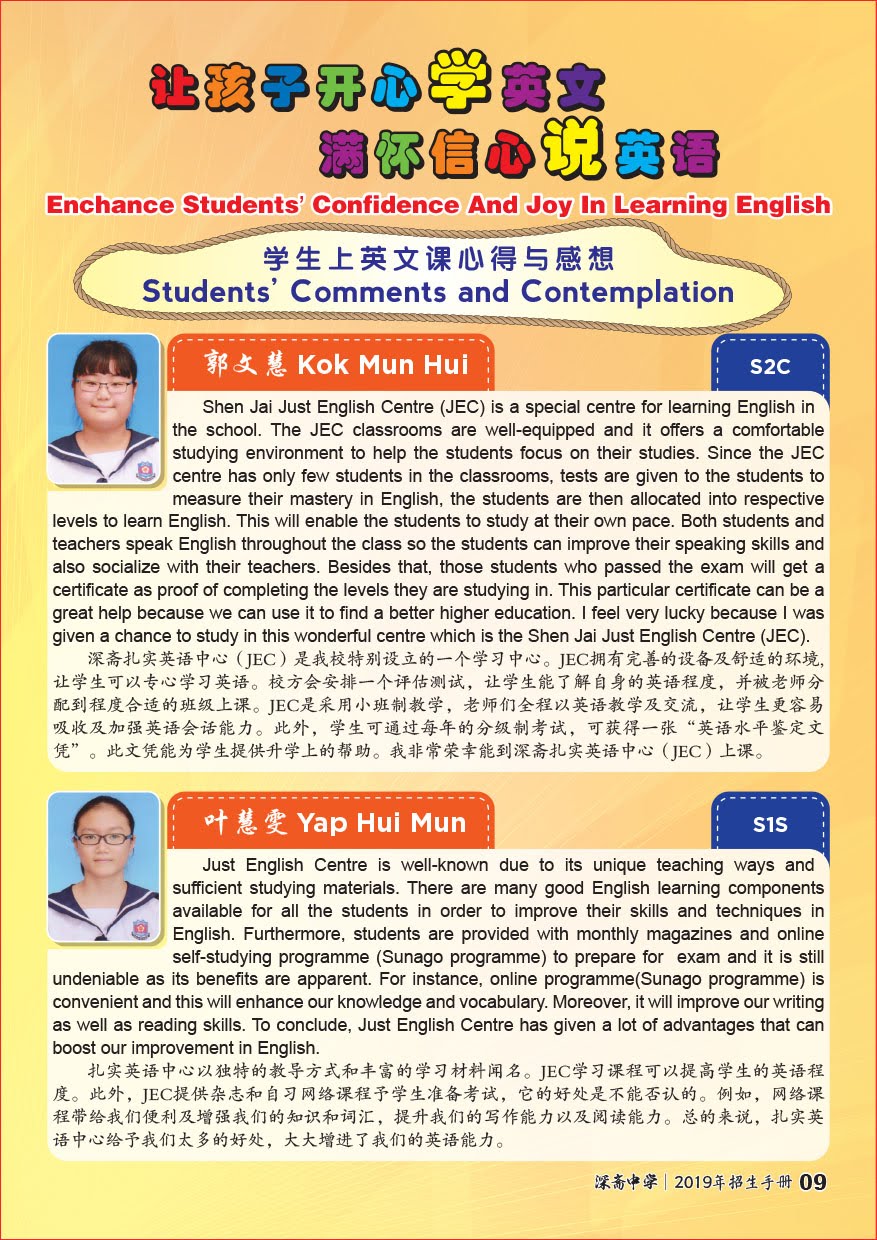 让孩子开心学英文
满怀信心说英语
Enchance Students’ Confidence And Joy In Learning English
学生上英文课心得与感想
Students’ Comments and Contemplation
郭文慧 Kok Mun Hui
S2C
Shen Jai Just English Centre (JEC) is a special centre for learning English in
the school. The JEC classrooms are well-equipped and it offers a comfortable
studying environment to help the students focus on their studies. Since the JEC
centre has only few students in the classrooms, tests are given to the students to
measure their mastery in English, the students are then allocated into respective
levels to learn English. This will enable the students to study at their own pace. Both students and
teachers speak English throughout the class so the students can improve their speaking skills and
also socialize with their teachers. Besides that, those students who passed the exam will get a
certificate as proof of completing the levels they are studying in. This particular certificate can be a
great help because we can use it to find a better higher education. I feel very lucky because I was
given a chance to study in this wonderful centre which is the Shen Jai Just English Centre (JEC).
深斋扎实英语中心（JEC）是我校特别设立的一个学习中心。JEC拥有完善的设备及舒适的环境,
让学生可以专心学习英语。校方会安排一个评估测试，让学生能了解自身的英语程度，并被老师分
配到程度合适的班级上课。JEC是采用小班制教学，老师们全程以英语教学及交流，让学生更容易
吸收及加强英语会话能力。此外，学生可通过每年的分级制考试，可获得一张“英语水平鉴定文
凭”。此文凭能为学生提供升学上的帮助。我非常荣幸能到深斋扎实英语中心（JEC）上课。
叶慧雯 Yap Hui Mun
S1S
Just English Centre is well-known due to its unique teaching ways and
sufficient studying materials. There are many good English learning components
available for all the students in order to improve their skills and techniques in
English. Furthermore, students are provided with monthly magazines and online
self-studying programme (Sunago programme) to prepare for  exam and it is still
undeniable as its benefits are apparent. For instance, online programme(Sunago programme) is
convenient and this will enhance our knowledge and vocabulary. Moreover, it will improve our writing
as well as reading skills. To conclude, Just English Centre has given a lot of advantages that can
boost our improvement in English.
扎实英语中心以独特的教导方式和丰富的学习材料闻名。JEC学习课程可以提高学生的英语程
度。此外，JEC提供杂志和自习网络课程予学生准备考试，它的好处是不能否认的。例如，网络课
程带给我们便利及增强我们的知识和词汇，提升我们的写作能力以及阅读能力。总的来说，扎实英
语中心给予我们太多的好处，大大增进了我们的英语能力。
深斋中学｜2019年招生手册 09